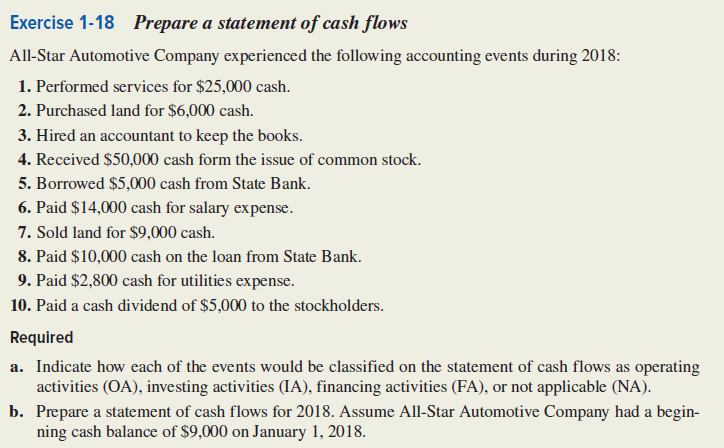 Exercise 1-18 Prepare a statement of cash flows
All-Star Automotive Company experienced the following accounting events during 2018:
1. Performed services for $25,000 cash.
2. Purchased land for $6,000 cash.
3. Hired an accountant to keep the books.
4. Received $50,000 cash form the issue of common stock.
5. Borrowed $5,000 cash from State Bank.
6. Paid $14,000 cash for salary expense.
7. Sold land for $9,000 cash.
8. Paid $10,000 cash on the loan from State Bank.
9. Paid $2,800 cash for utilities expense.
10. Paid a cash dividend of $5,000 to the stockholders.
Required
a. Indicate how each of the events would be classified on the statement of cash flows as operating
activities (OA), investing activities (IA), financing activities (FA), or not applicable (NA).
b. Prepare a statement of cash flows for 2018. Assume All-Star Automotive Company had a begin-
ning cash balance of $9,000 on January 1, 2018.